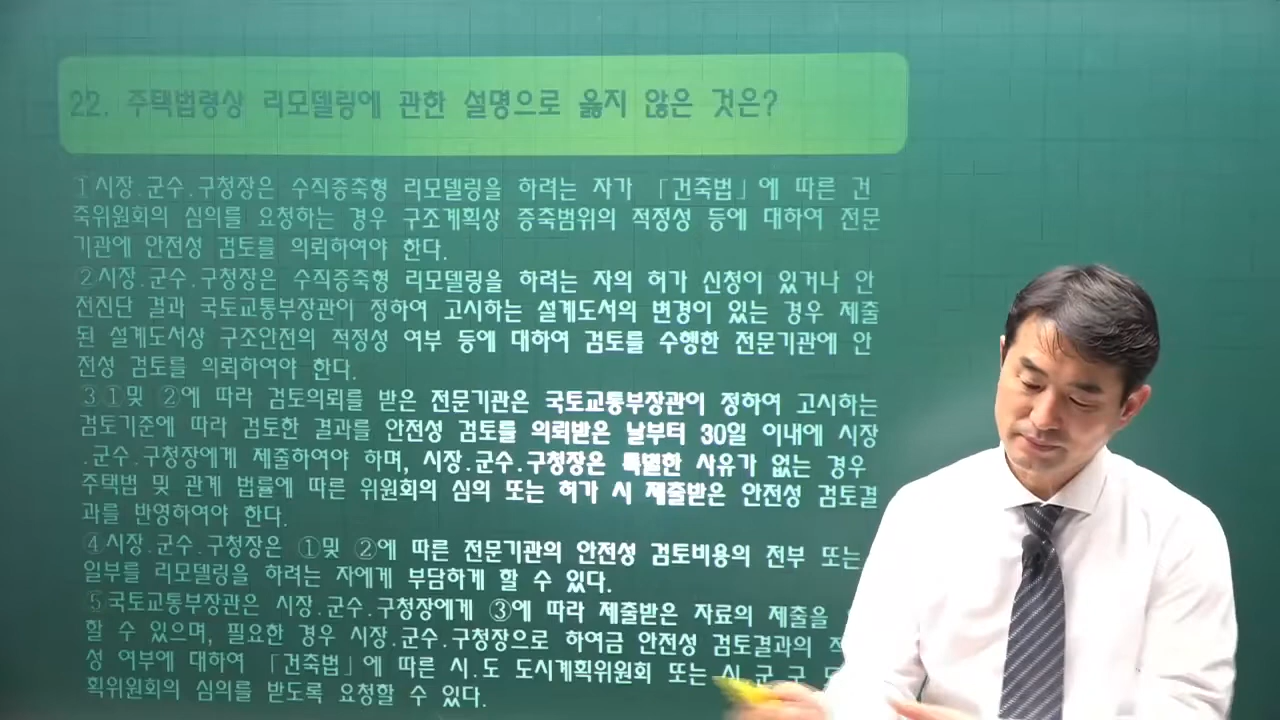 22. 주택법령상 리모델링에 관한 설명으로 옳지 않은 것은?
①시장.군수.구청장은 수직증축형 리모델링을 하려는 자가 「건축법」에 따른 건
축위원회의 심의를 요청하는 경우 구조계획상 증축범위의 적정성 등에 대하여 전문
기관에 안전성 검토를 의뢰하여야 한다.
②시장.군수.구청장은 수직증축형 리모델링을 하려는 자의 허가 신청이 있거나 안
전진단 결과 국토교통부장관이 정하여 고시하는 설계도서의 변경이 있는 경우 제출
된 설계도서상 구조안전의 적정성 여부 등에 대하여 검토를 수행한 전문기관에 안
전성 검토를 의뢰하여야 한다.
③①및 ②에 따라 검토의뢰를 받은 전문기관은 국토교통부장관이 정하여 고시하는
검토기준에 따라 검토한 결과를 안전성 검토를 의뢰받은 날부터 30일 이내에 시장
.군수.구청장에게 제출하여야 하며, 시장.군수.구청장은 특별한 사유가 없는 경우
주택법 및 관계 법률에 따른 위원회의 심의 또는 허가 시 제출받은 안전성 검토결
과를 반영하여야 한다.
④시장.군수.구청장은 ①및 ②에 따른 전문기관의 안전성 검토비용의 전부 또는
일부를 리모델링을 하려는 자에게 부담하게 할 수 있다.
⑤국토교통부장관은 시장.군수.구청장에게 ③에 따라 제출받은 자료의 제출을
할 수 있으며, 필요한 경우 시장.군수.구청장으로 하여금 안전성 검토결과의
성 여부에 대하여 「건축법」에 따른 시.도 도시계획위원회 또는 시 군 구
획위원회의 심의를 받도록 요청할 수 있다.